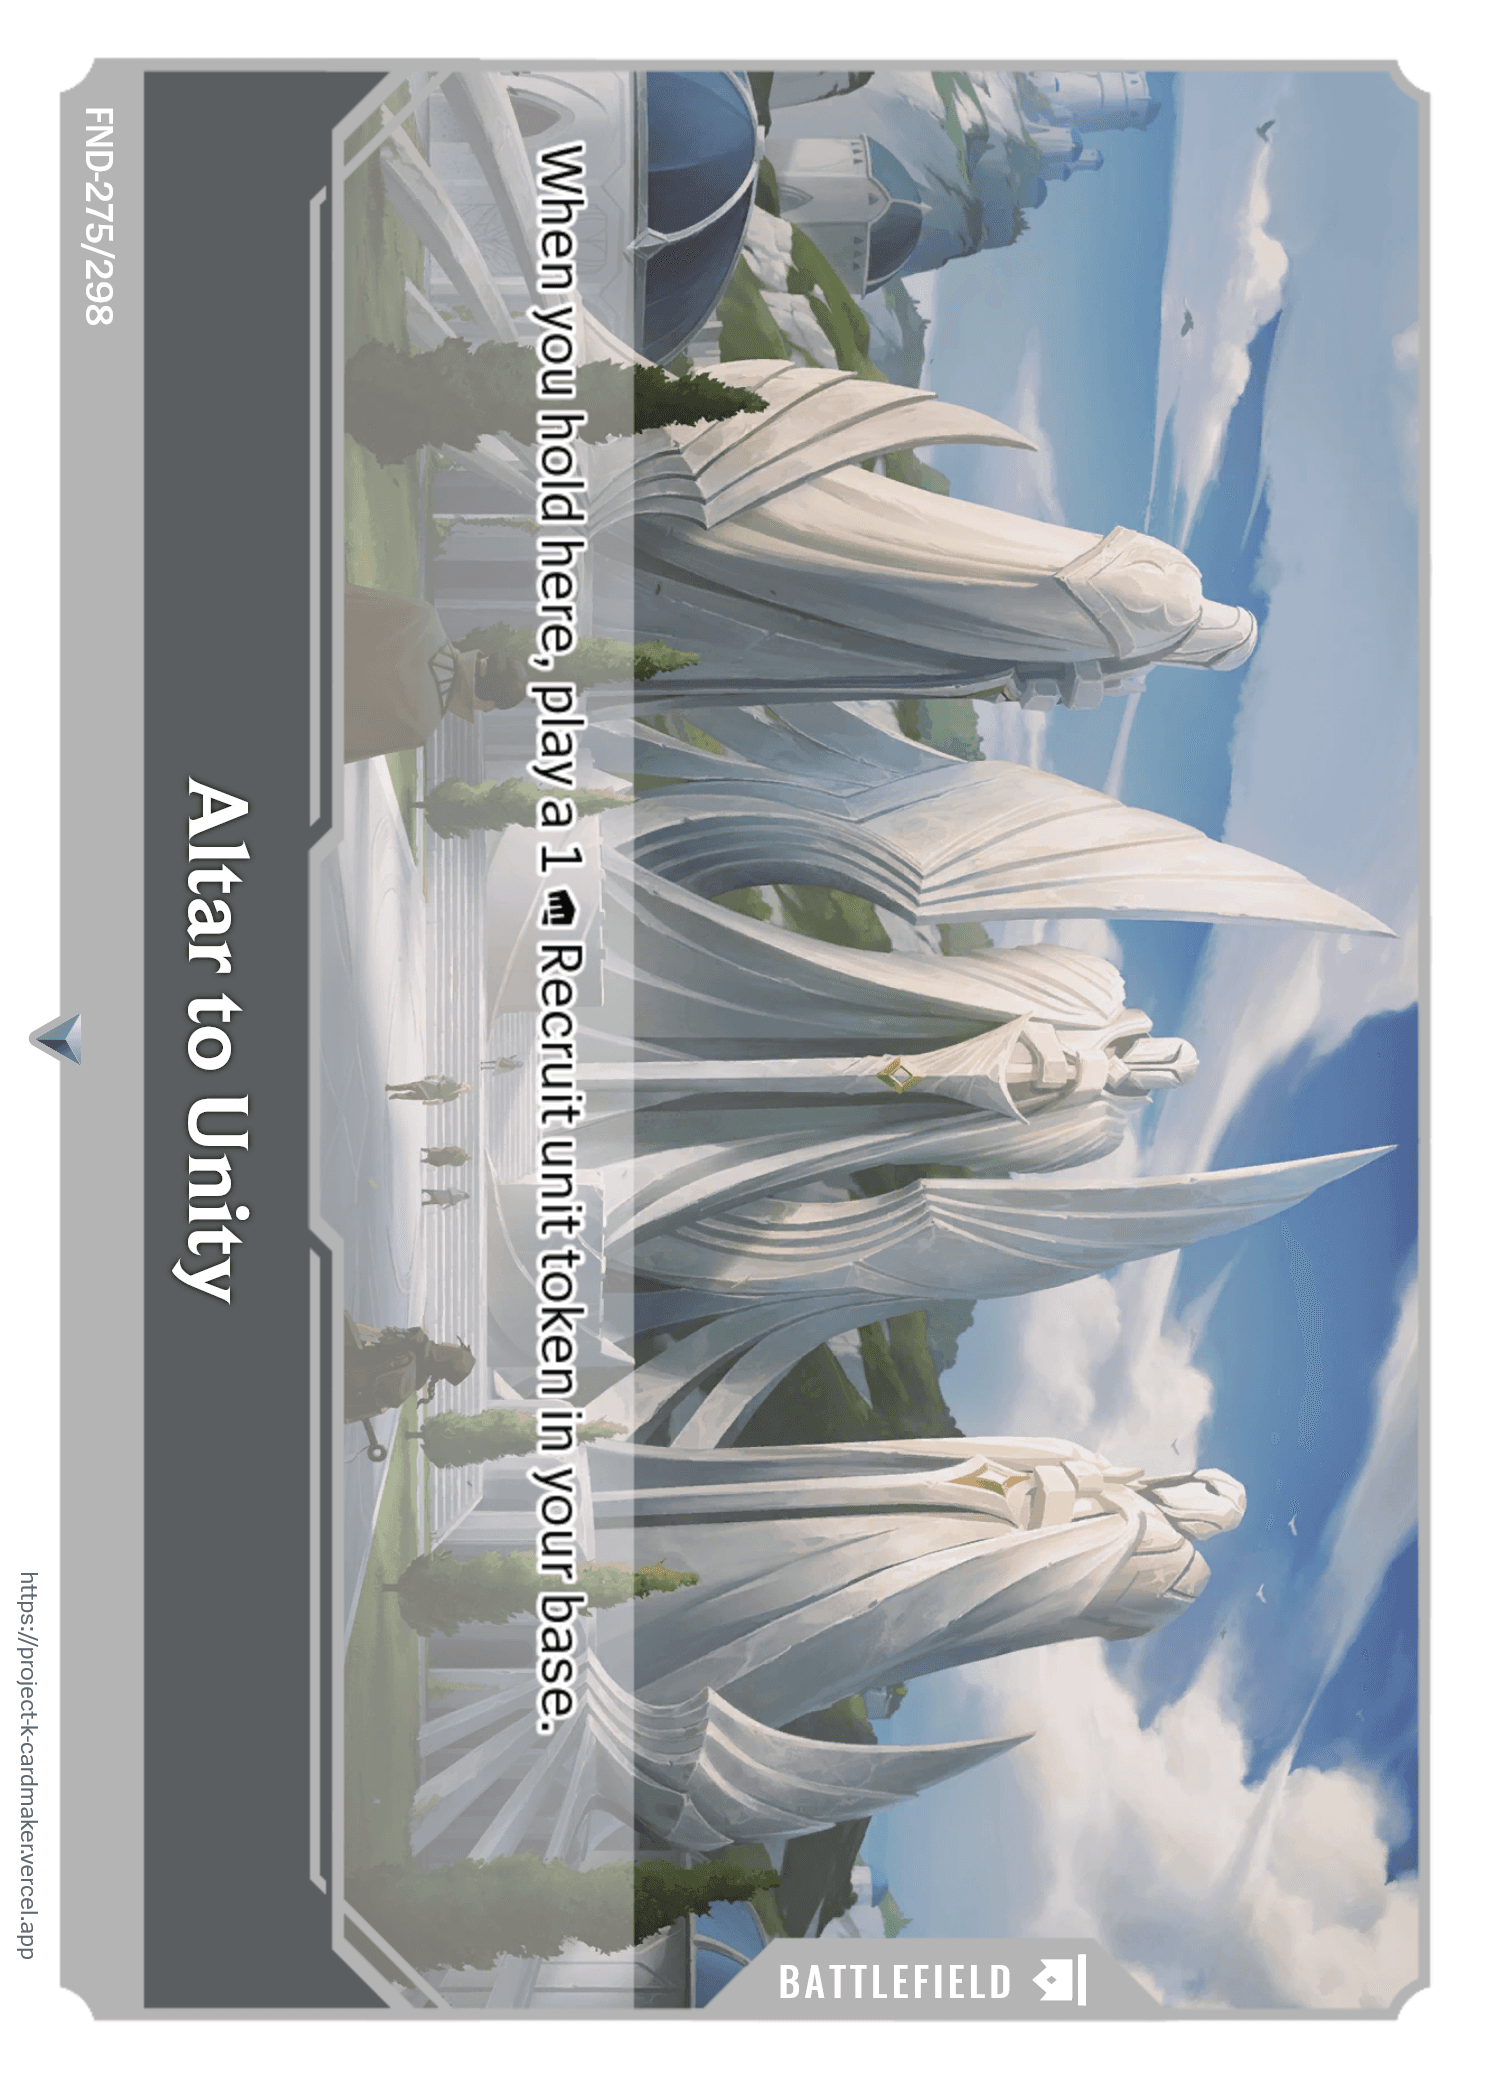 BATTLEFIELD
When you hold here, play a 1 Recruit unit token in your base.
Altar to Unity
FND-275/298
https://project-k-cardmaker.vercel.app